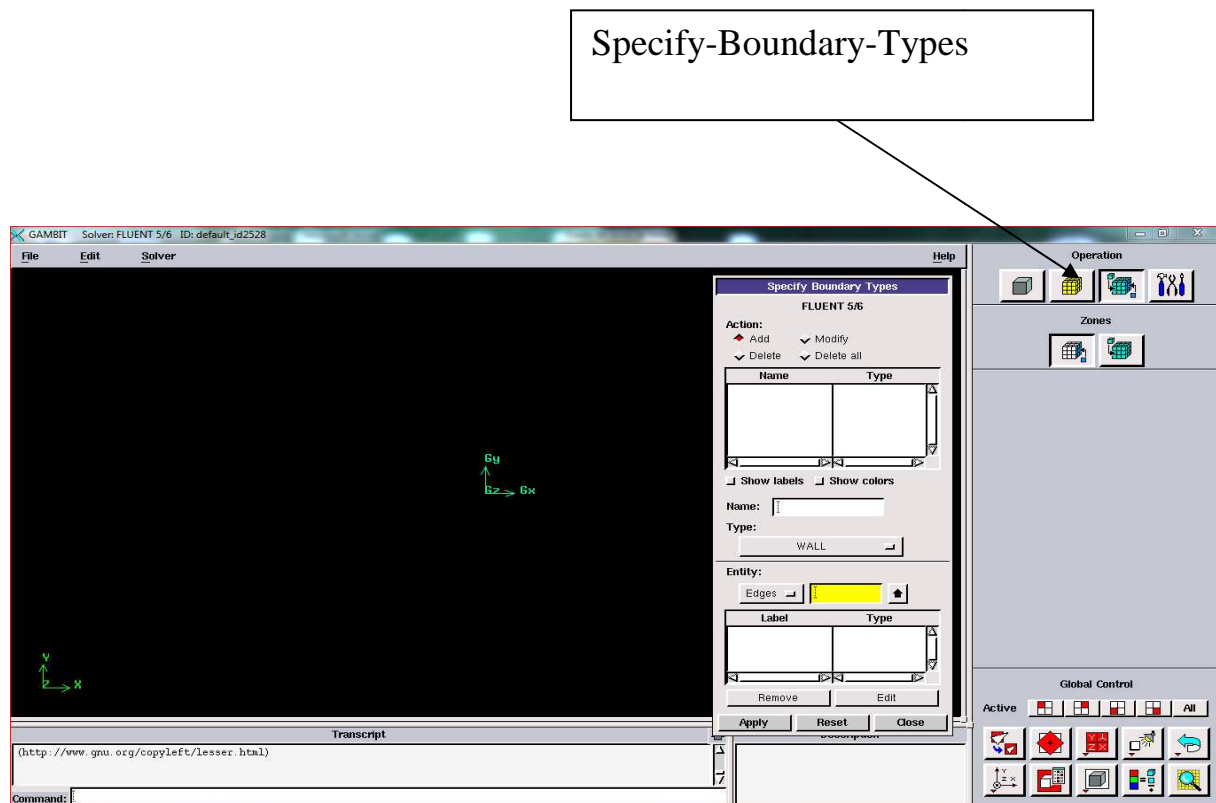 Specify-Boundary-Types
GAMBIT Solver: FLUENT 5/6 ID: default_id2528
File Edit Solver Help
Operation
Zones
Specify Boundary Types
FLUENT 5/6
Action:
Add Modify
Delete Delete all
Name Type
Show labels Show colors
Name:
Type:
WALL
Entity:
Edges
Label Type
Remove Edit
Apply Reset Close
Gy
Gz Gx
Y
Z X
Global Control
Active All
Transcript
Description
(http://www.gnu.org/copyleft/lesser.html)
Command: